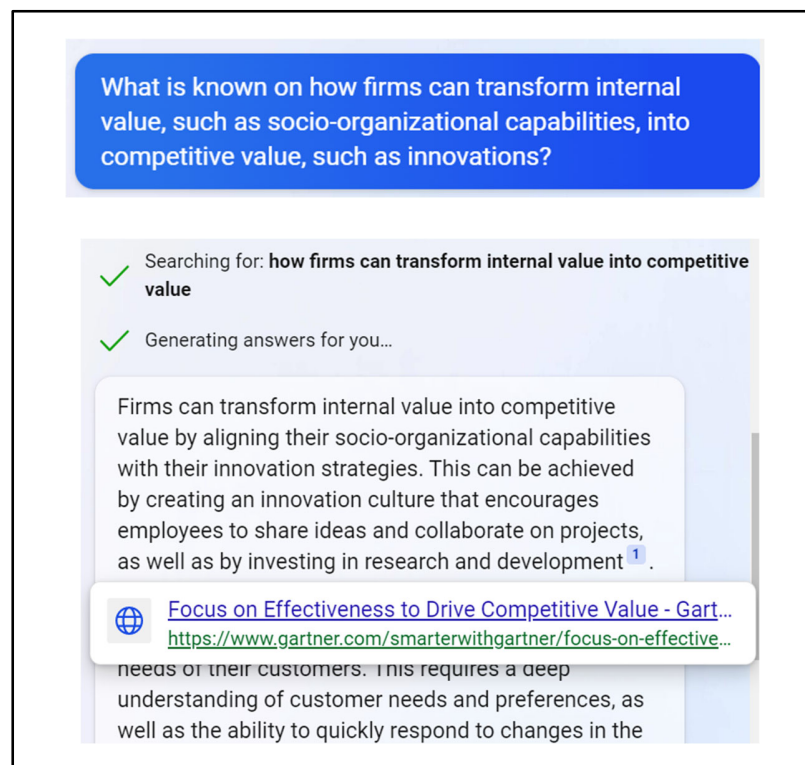 What is known on how firms can transform internal
value, such as socio-organizational capabilities, into
competitive value, such as innovations?
Searching for: how firms can transform internal value into competitive
value
Generating answers for you...
Firms can transform internal value into competitive
value by aligning their socio-organizational capabilities
with their innovation strategies. This can be achieved
by creating an innovation culture that encourages
employees to share ideas and collaborate on projects,
as well as by investing in research and development 1 .
Focus on Effectiveness to Drive Competitive Value - Gart...
https://www.gartner.com/smarterwithgartner/focus-on-effective...
needs of their customers. This requires a deep
understanding of customer needs and preferences, as
well as the ability to quickly respond to changes in the